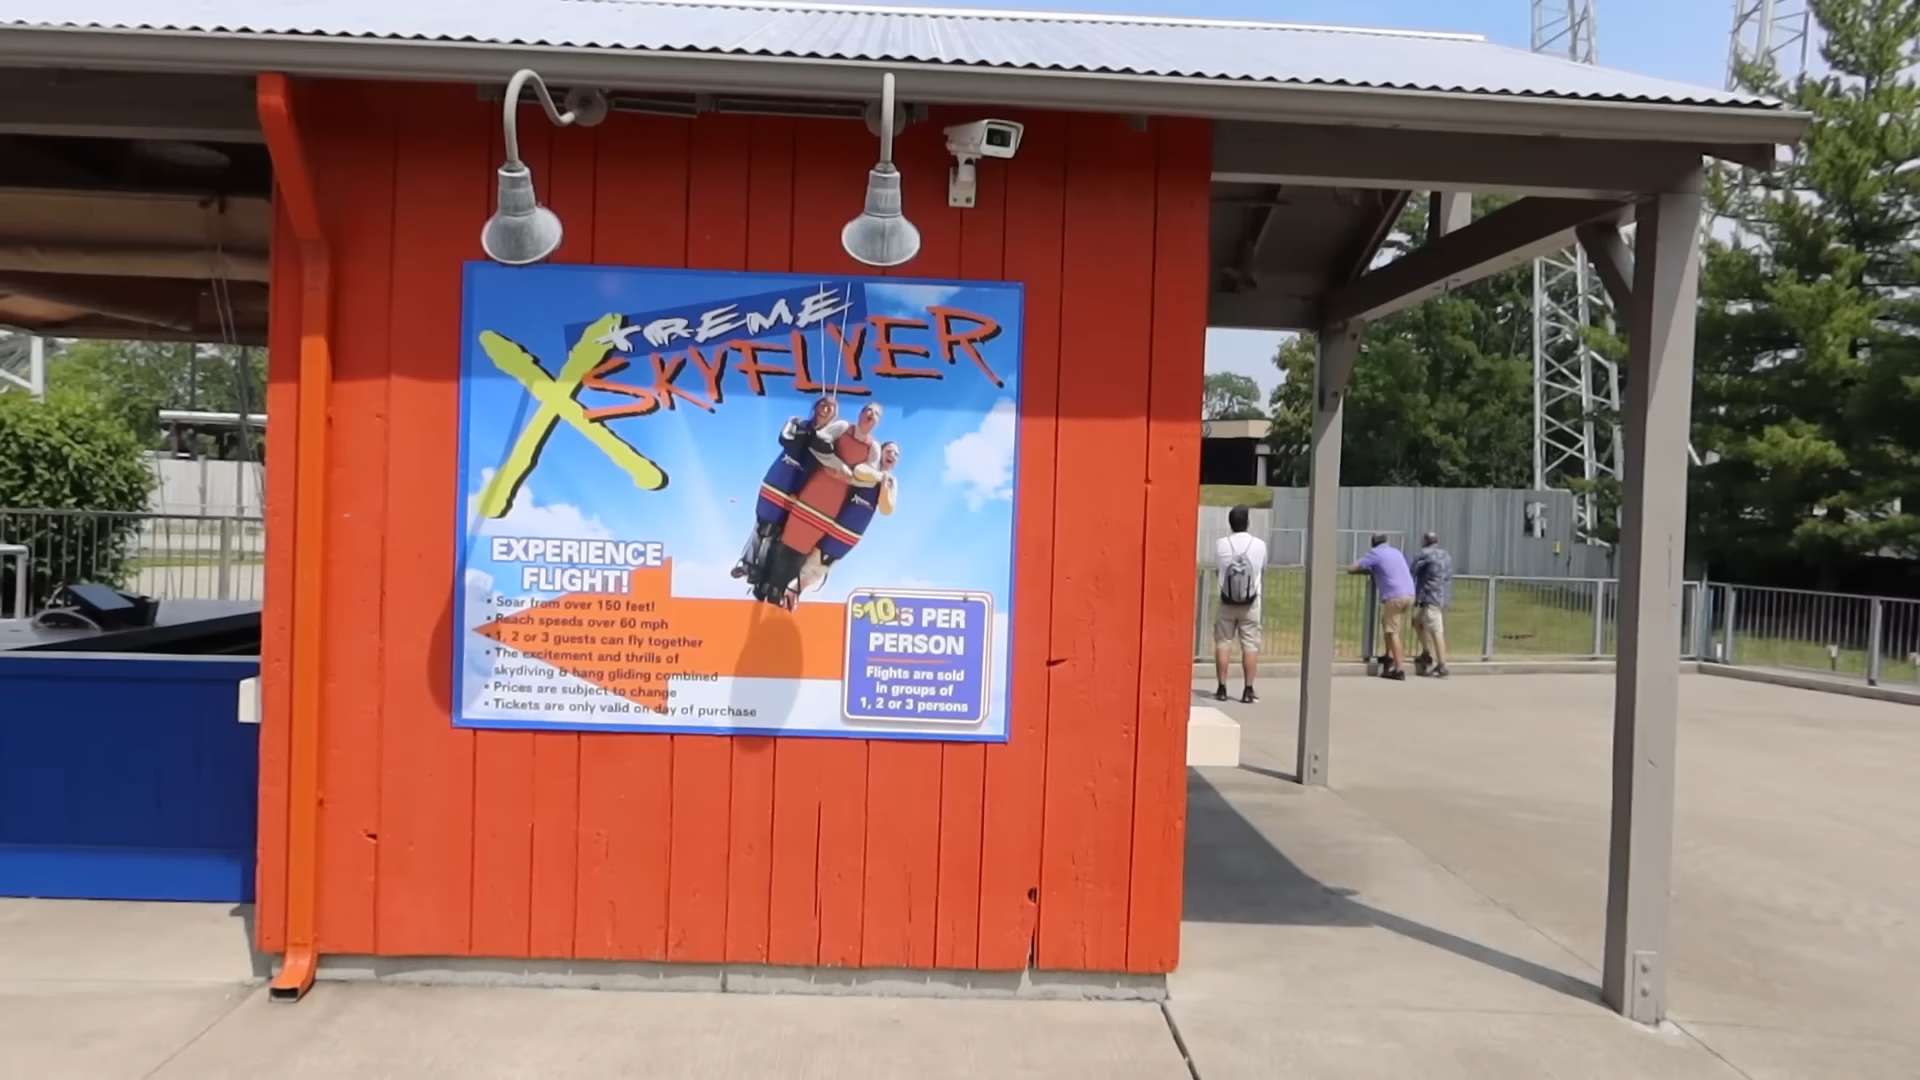 XTREME
SKYFLYER
EXPERIENCE
FLIGHT!
• Soar from over 150 feet!
• Reach speeds over 60 mph
• 1, 2 or 3 guests can fly together
• The excitement and thrills of
skydiving & hang gliding combined
• Prices are subject to change
• Tickets are only valid on day of purchase
$10 PER
PERSON
Flights are sold
in groups of
1, 2 or 3 persons